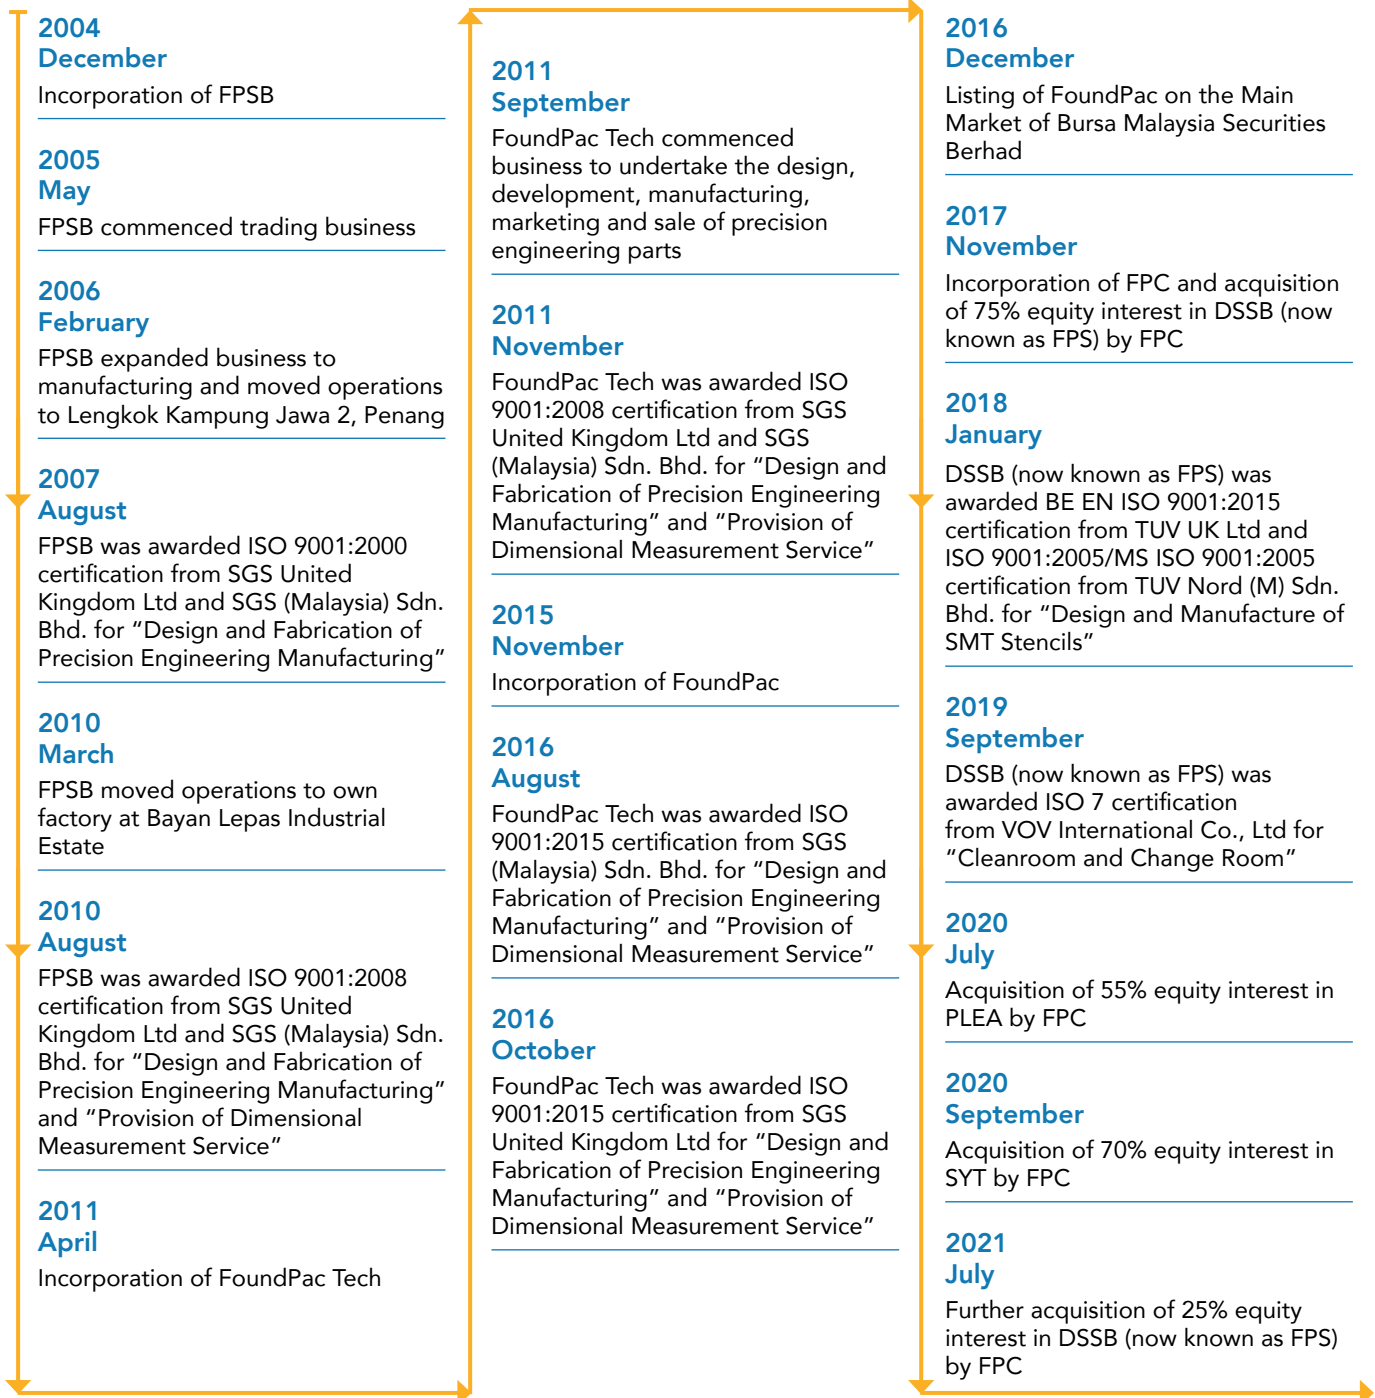 2004
December
Incorporation of FPSB
2005
May
FPSB commenced trading business
2006
February
FPSB expanded business to
manufacturing and moved operations
to Lengkok Kampung Jawa 2, Penang
2007
August
FPSB was awarded ISO 9001:2000
certification from SGS United
Kingdom Ltd and SGS (Malaysia) Sdn.
Bhd. for “Design and Fabrication of
Precision Engineering Manufacturing”
2010
March
FPSB moved operations to own
factory at Bayan Lepas Industrial
Estate
2010
August
FPSB was awarded ISO 9001:2008
certification from SGS United
Kingdom Ltd and SGS (Malaysia) Sdn.
Bhd. for “Design and Fabrication of
Precision Engineering Manufacturing”
and “Provision of Dimensional
Measurement Service”
2011
April
Incorporation of FoundPac Tech
2011
September
FoundPac Tech commenced
business to undertake the design,
development, manufacturing,
marketing and sale of precision
engineering parts
2011
November
FoundPac Tech was awarded ISO
9001:2008 certification from SGS
United Kingdom Ltd and SGS
(Malaysia) Sdn. Bhd. for “Design and
Fabrication of Precision Engineering
Manufacturing” and “Provision of
Dimensional Measurement Service”
2015
November
Incorporation of FoundPac
2016
August
FoundPac Tech was awarded ISO
9001:2015 certification from SGS
(Malaysia) Sdn. Bhd. for “Design and
Fabrication of Precision Engineering
Manufacturing” and “Provision of
Dimensional Measurement Service”
2016
October
FoundPac Tech was awarded ISO
9001:2015 certification from SGS
United Kingdom Ltd for “Design and
Fabrication of Precision Engineering
Manufacturing” and “Provision of
Dimensional Measurement Service”
2016
December
Listing of FoundPac on the Main
Market of Bursa Malaysia Securities
Berhad
2017
November
Incorporation of FPC and acquisition
of 75% equity interest in DSSB (now
known as FPS) by FPC
2018
January
DSSB (now known as FPS) was
awarded BE EN ISO 9001:2015
certification from TUV UK Ltd and
ISO 9001:2005/MS ISO 9001:2005
certification from TUV Nord (M) Sdn.
Bhd. for “Design and Manufacture of
SMT Stencils”
2019
September
DSSB (now known as FPS) was
awarded ISO 7 certification
from VOV International Co., Ltd for
“Cleanroom and Change Room”
2020
July
Acquisition of 55% equity interest in
PLEA by FPC
2020
September
Acquisition of 70% equity interest in
SYT by FPC
2021
July
Further acquisition of 25% equity
interest in DSSB (now known as FPS)
by FPC